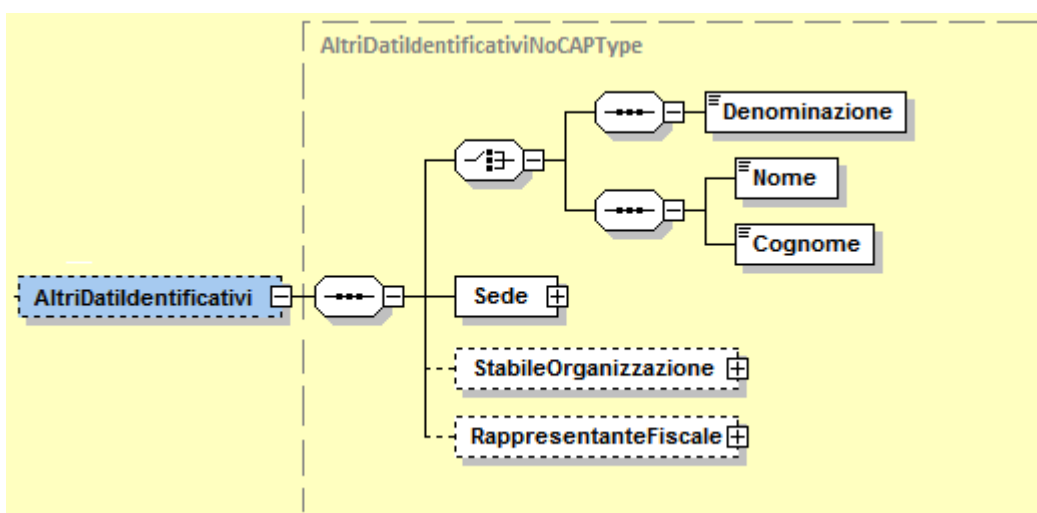 AltriDatiIdentificativiNoCAPType
Denominazione
Nome
Cognome
AltriDatiIdentificativi
Sede
StabileOrganizzazione
RappresentanteFiscale